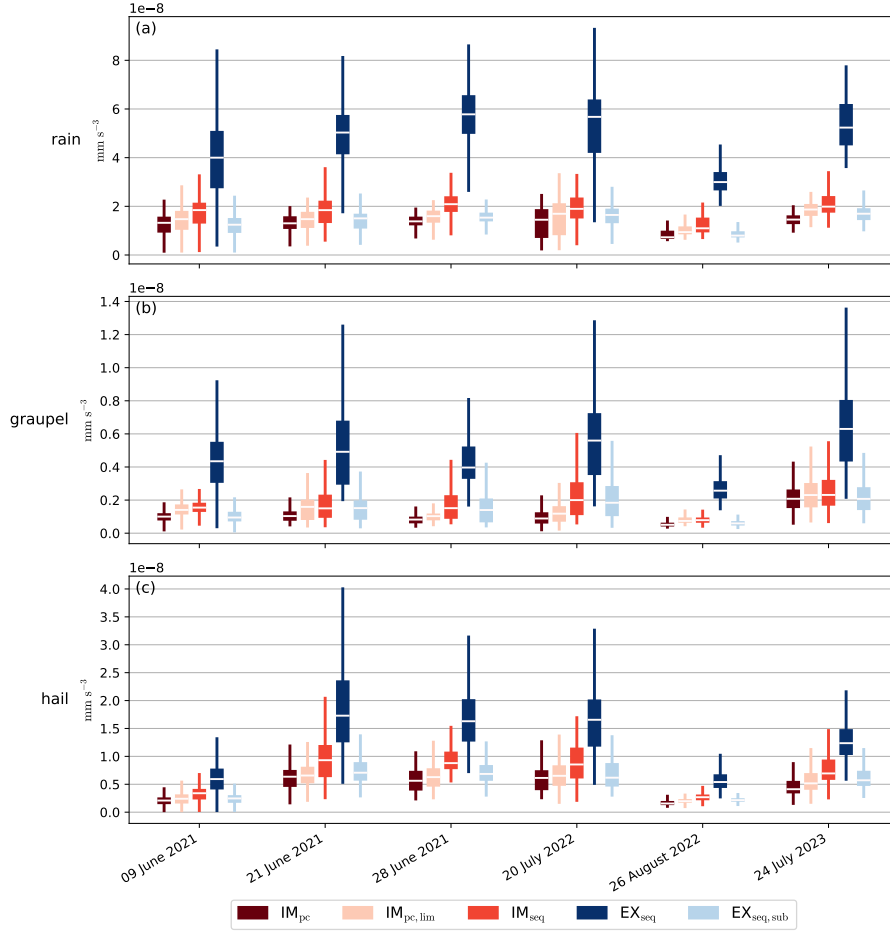 1e−8
(a)
8
6
4
2
0
rain
mm s⁻³
1e−8
(b)
1.4
1.2
1.0
0.8
0.6
0.4
0.2
0.0
graupel
mm s⁻³
1e−8
(c)
4.0
3.5
3.0
2.5
2.0
1.5
1.0
0.5
0.0
hail
mm s⁻³
09 June 2021
21 June 2021
28 June 2021
20 July 2022
26 August 2022
24 July 2023
IMpc IMpc, lim IMseq EXseq EXseq, sub